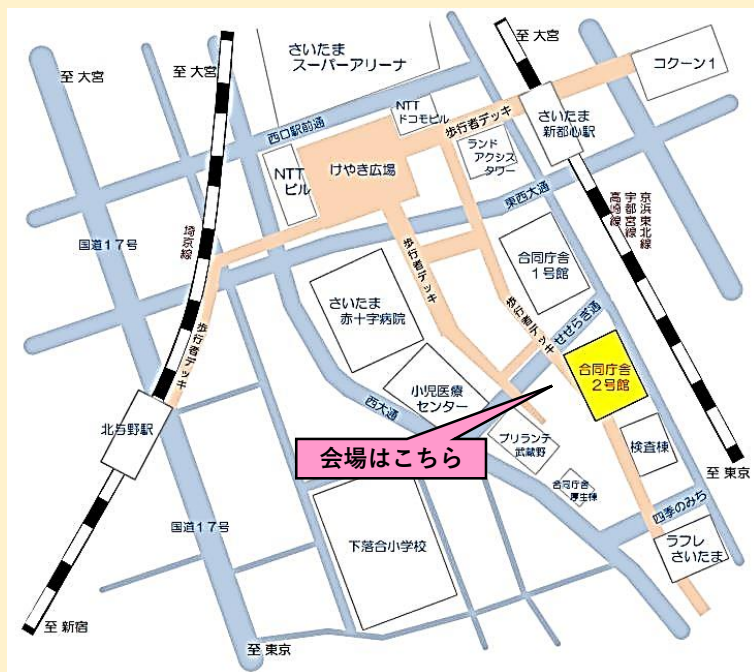 至 大宮
至 大宮
さいたま
スーパーアリーナ
至 大宮
コクーン1
NTT
ドコモビル
歩行者デッキ
さいたま
新都心駅
西口駅前通
けやき広場
ランド
アクシス
タワー
NTT
ビル
東西大通
国道17号
埼京線
京浜東北線
宇都宮線
高崎線
合同庁舎
1号館
歩行者デッキ
さいたま
赤十字病院
歩行者デッキ
せせらぎ通
歩行者デッキ
合同庁舎
2号館
小児医療
センター
西大通
北与野駅
会場はこちら
ブリランテ
武蔵野
検査棟
至 東京
合同庁舎
厚生棟
四季のみち
国道17号
下落合小学校
ラフレ
さいたま
至 新宿
至 東京